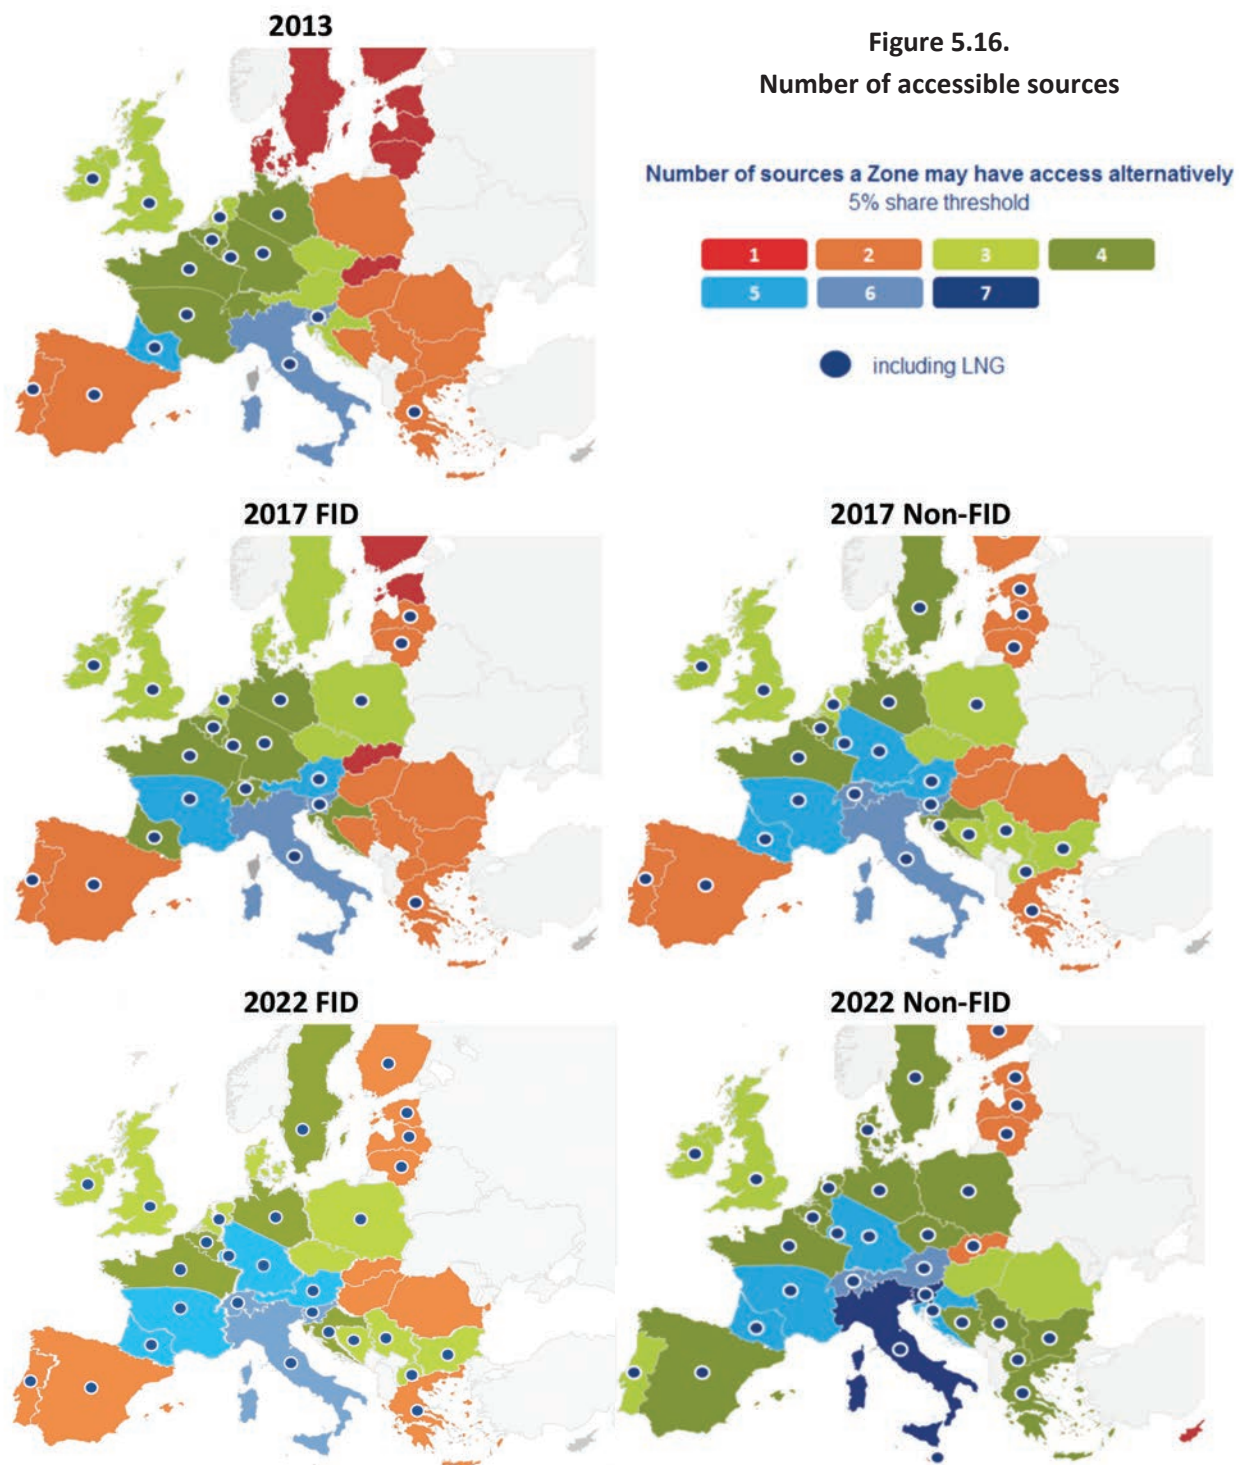 2013
Figure 5.16.
Number of accessible sources
Number of sources a Zone may have access alternatively
5% share threshold
1 2 3 4
5 6 7
including LNG
2017 FID
2017 Non-FID
2022 FID
2022 Non-FID